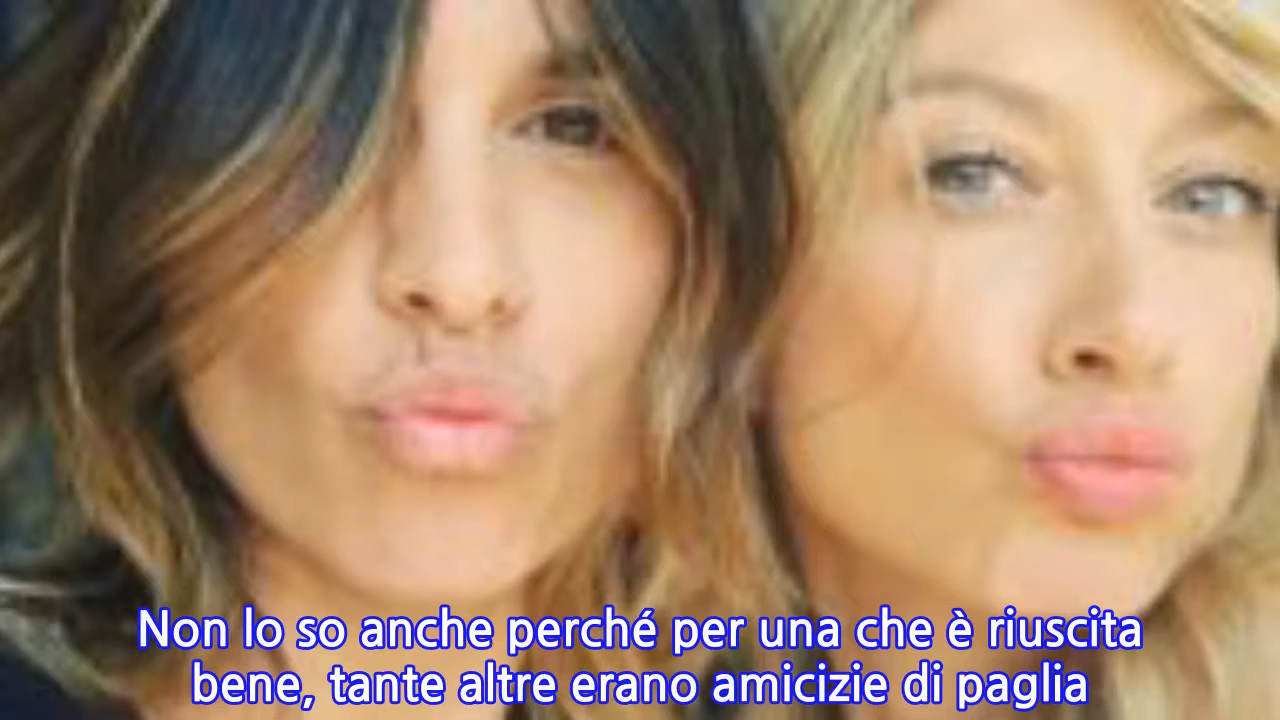 Non lo so anche perché per una che è riuscita
bene, tante altre erano amicizie di paglia